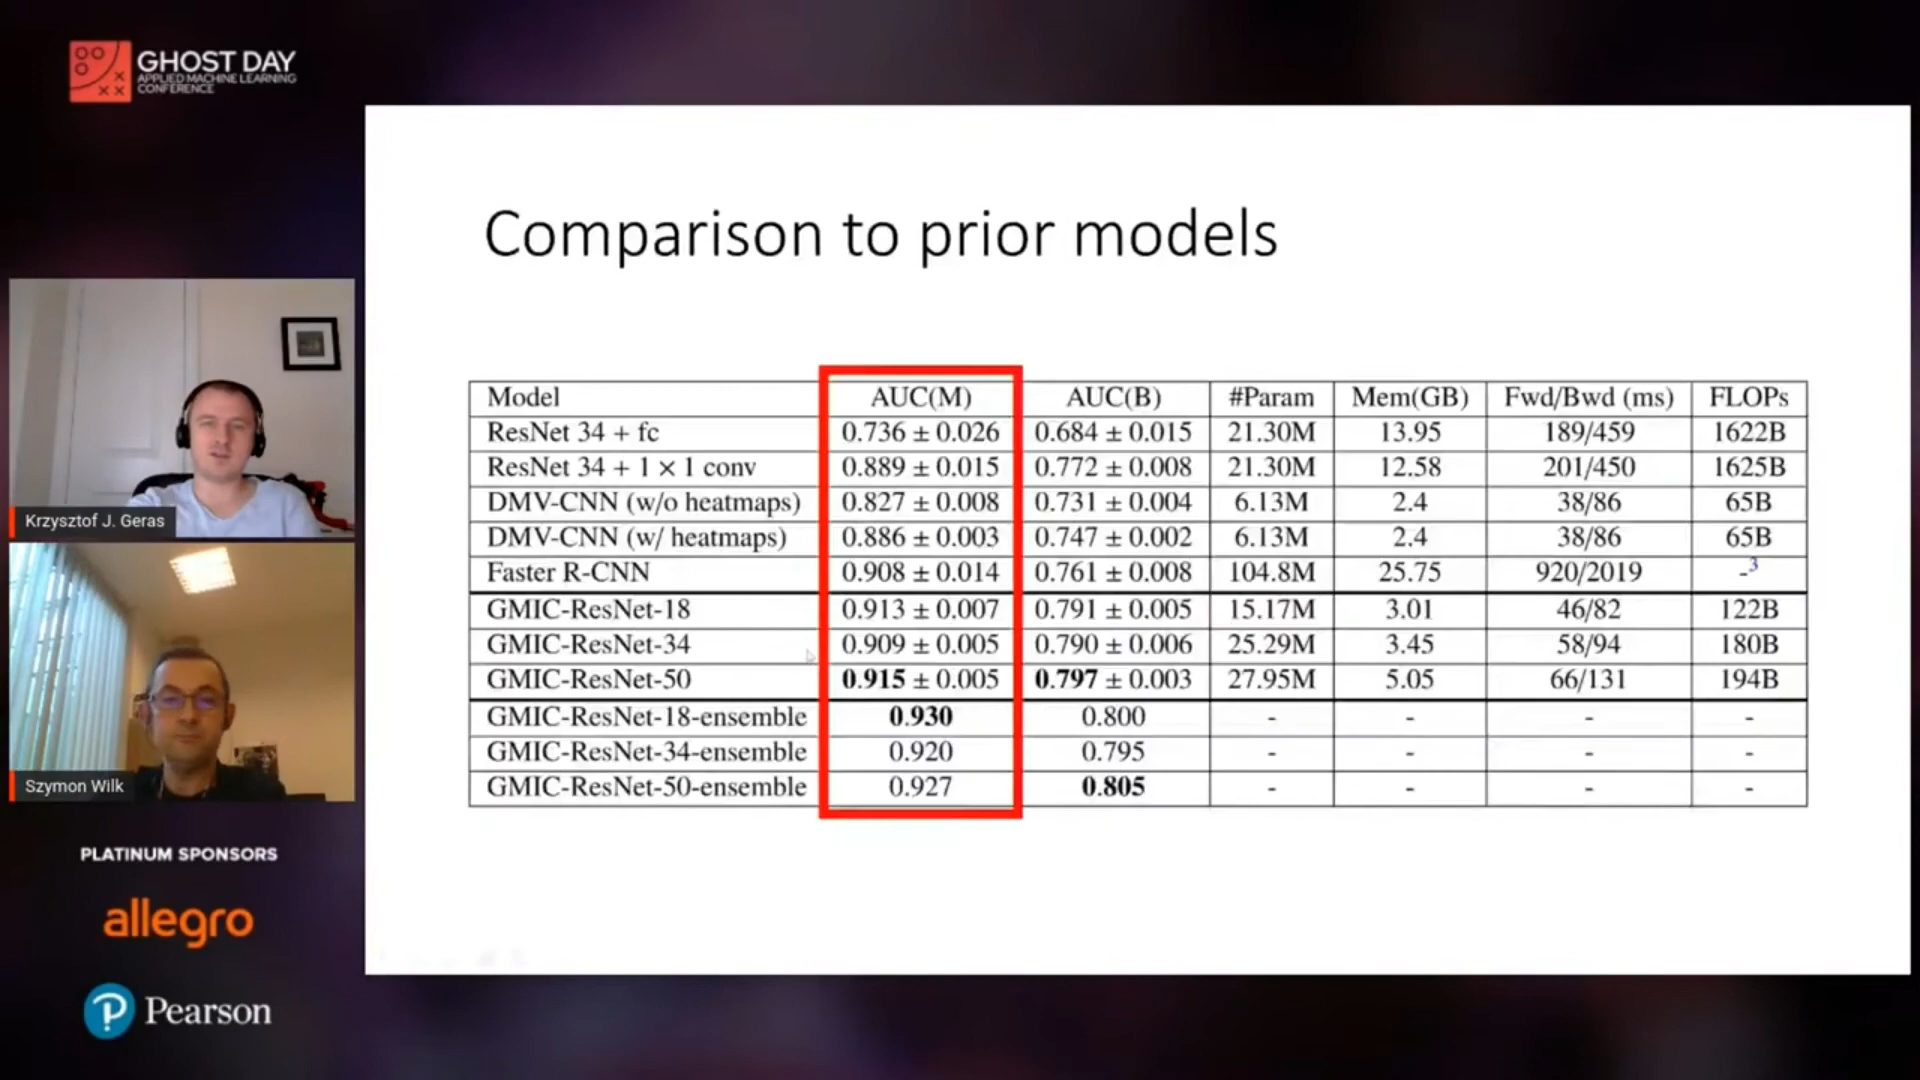 GHOST DAY
APPLIED MACHINE LEARNING
CONFERENCE
Comparison to prior models
Model AUC(M) AUC(B) #Param Mem(GB) Fwd/Bwd (ms) FLOPs
ResNet 34 + fc 0.736 ± 0.026 0.684 ± 0.015 21.30M 13.95 189/459 1622B
ResNet 34 + 1 × 1 conv 0.889 ± 0.015 0.772 ± 0.008 21.30M 12.58 201/450 1625B
DMV-CNN (w/o heatmaps) 0.827 ± 0.008 0.731 ± 0.004 6.13M 2.4 38/86 65B
DMV-CNN (w/ heatmaps) 0.886 ± 0.003 0.747 ± 0.002 6.13M 2.4 38/86 65B
Faster R-CNN 0.908 ± 0.014 0.761 ± 0.008 104.8M 25.75 920/2019 -3
GMIC-ResNet-18 0.913 ± 0.007 0.791 ± 0.005 15.17M 3.01 46/82 122B
GMIC-ResNet-34 0.909 ± 0.005 0.790 ± 0.006 25.29M 3.45 58/94 180B
GMIC-ResNet-50 0.915 ± 0.005 0.797 ± 0.003 27.95M 5.05 66/131 194B
GMIC-ResNet-18-ensemble 0.930 0.800 - - - -
GMIC-ResNet-34-ensemble 0.920 0.795 - - - -
GMIC-ResNet-50-ensemble 0.927 0.805 - - - -
Krzysztof J. Geras
Szymon Wilk
PLATINUM SPONSORS
allegro
P Pearson